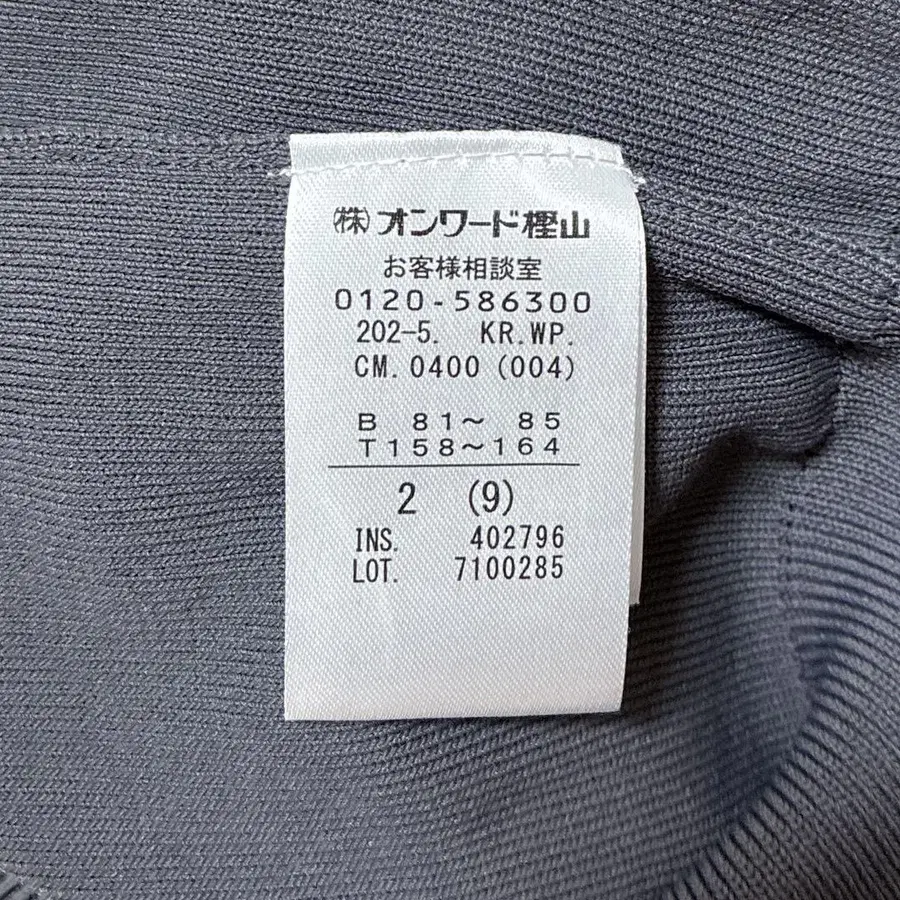 ㈱オンワード樫山
お客様相談室
0120-586300
202-5. KR.WP.
CM.0400(004)
B 81〜 85
T158〜164
2 (9)
INS. 402796
LOT. 7100285